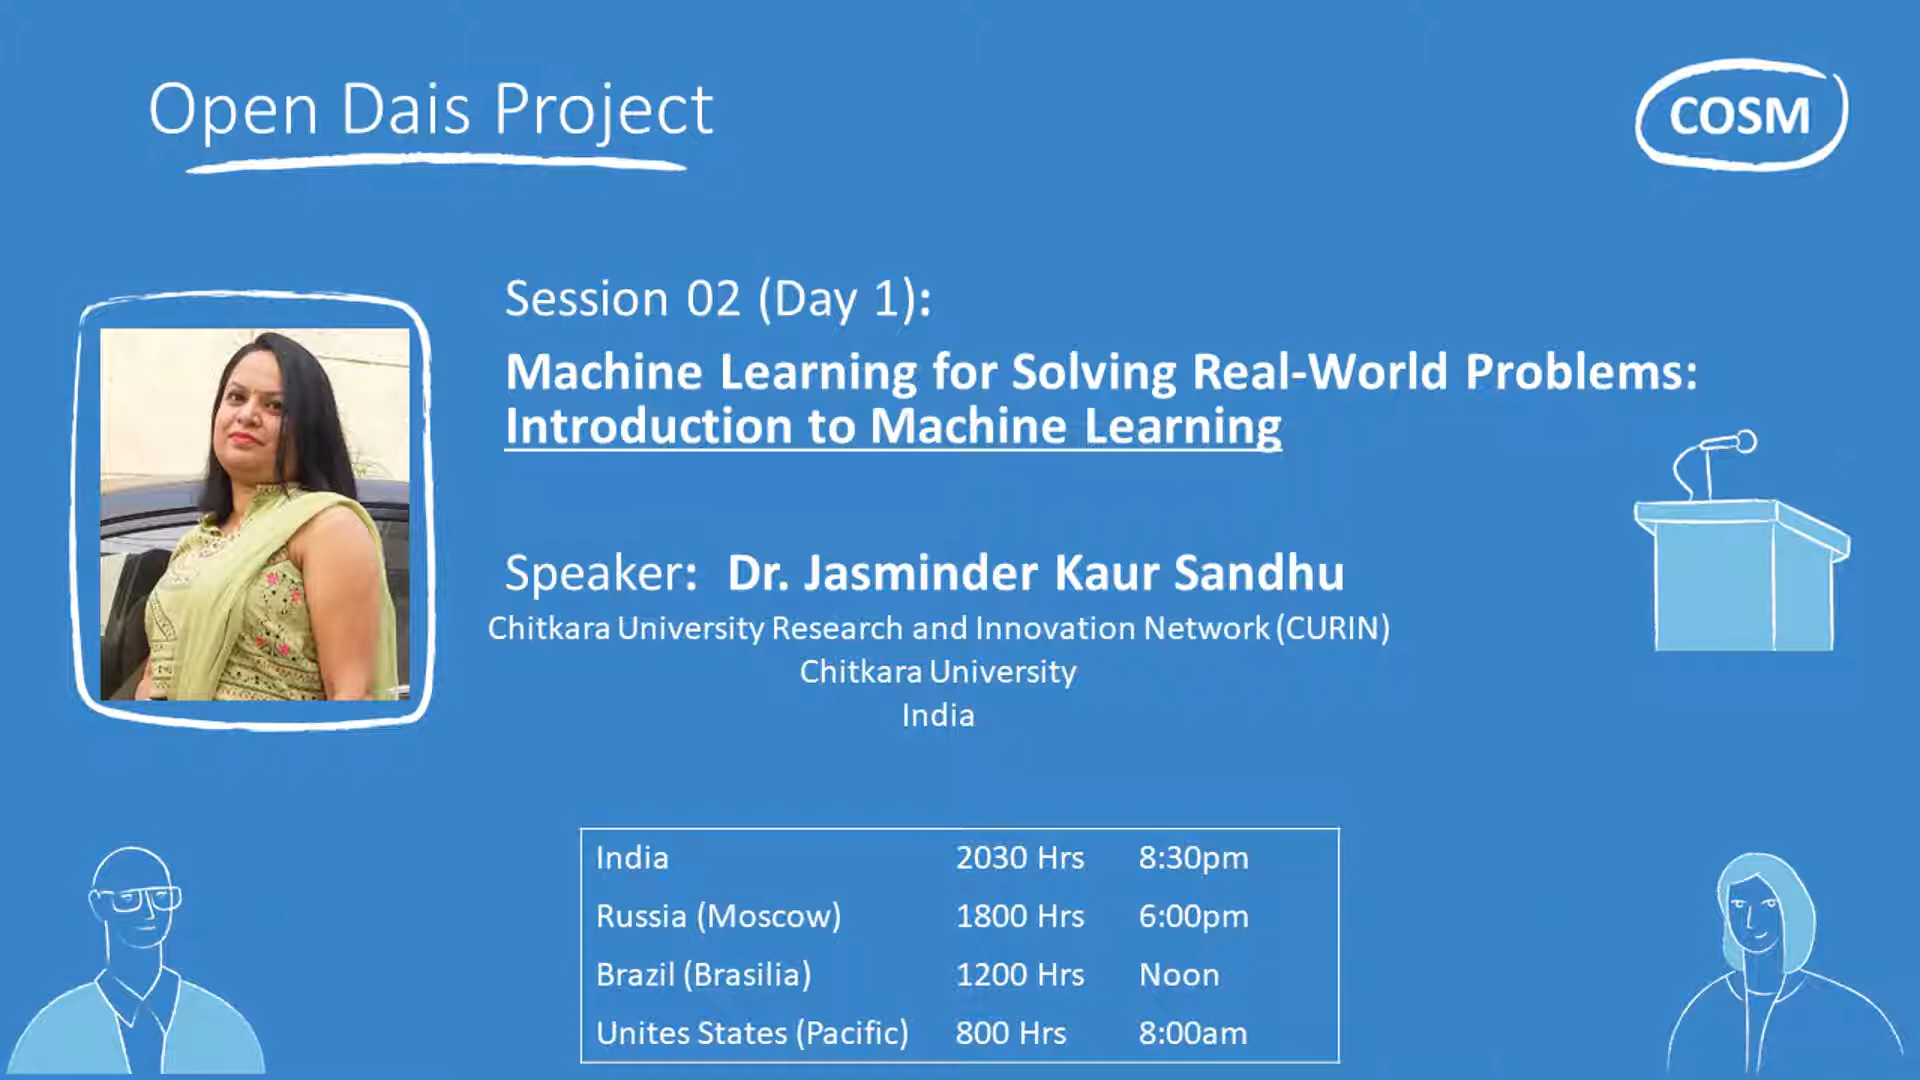 Open Dais Project
COSM
Session 02 (Day 1):
Machine Learning for Solving Real-World Problems:
Introduction to Machine Learning
Speaker: Dr. Jasminder Kaur Sandhu
Chitkara University Research and Innovation Network (CURIN)
Chitkara University
India
India 2030 Hrs 8:30pm
Russia (Moscow) 1800 Hrs 6:00pm
Brazil (Brasilia) 1200 Hrs Noon
Unites States (Pacific) 800 Hrs 8:00am